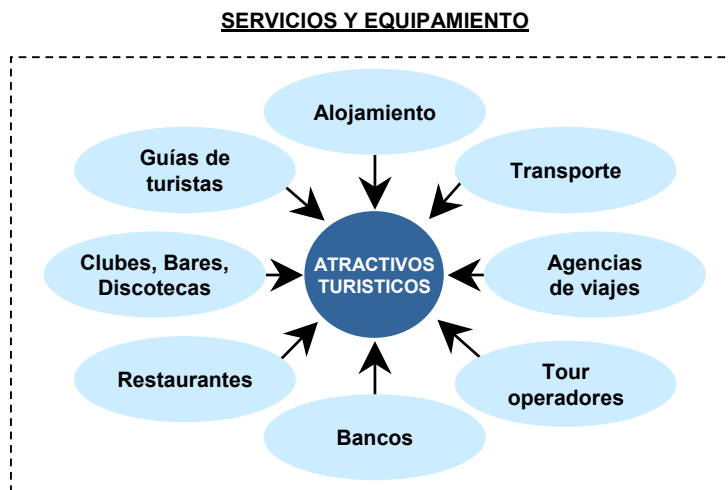 SERVICIOS Y EQUIPAMIENTO
Alojamiento
Guías de
turistas
Transporte
Clubes, Bares,
Discotecas
ATRACTIVOS
TURISTICOS
Agencias
de viajes
Restaurantes
Tour
operadores
Bancos